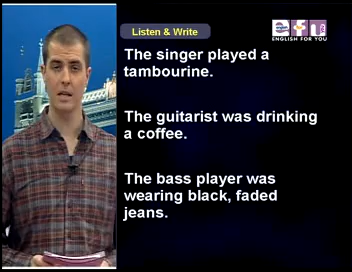 Listen & Write
efu
ENGLISH FOR YOU
The singer played a
tambourine.
The guitarist was drinking
a coffee.
The bass player was
wearing black, faded
jeans.